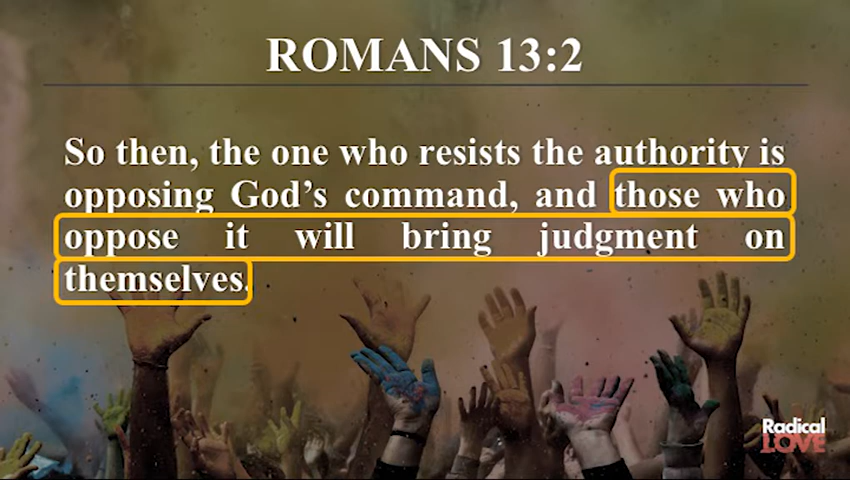 ROMANS 13:2
So then, the one who resists the authority is
opposing God’s command, and those who
oppose it will bring judgment on
themselves.
Radical
LOVE